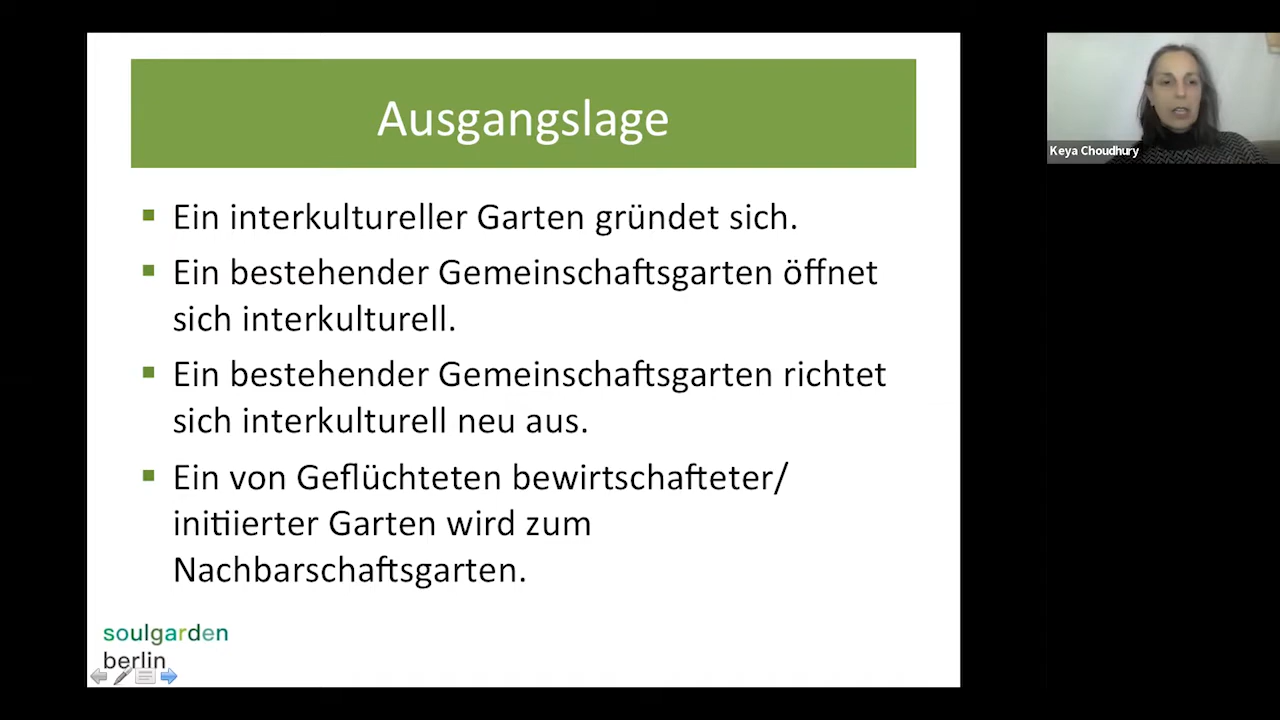 Ausgangslage
Ein interkultureller Garten gründet sich.
Ein bestehender Gemeinschaftsgarten öffnet
sich interkulturell.
Ein bestehender Gemeinschaftsgarten richtet
sich interkulturell neu aus.
Ein von Geflüchteten bewirtschafteter/
initiierter Garten wird zum
Nachbarschaftsgarten.
soulgarden
berlin
Keya Choudhury